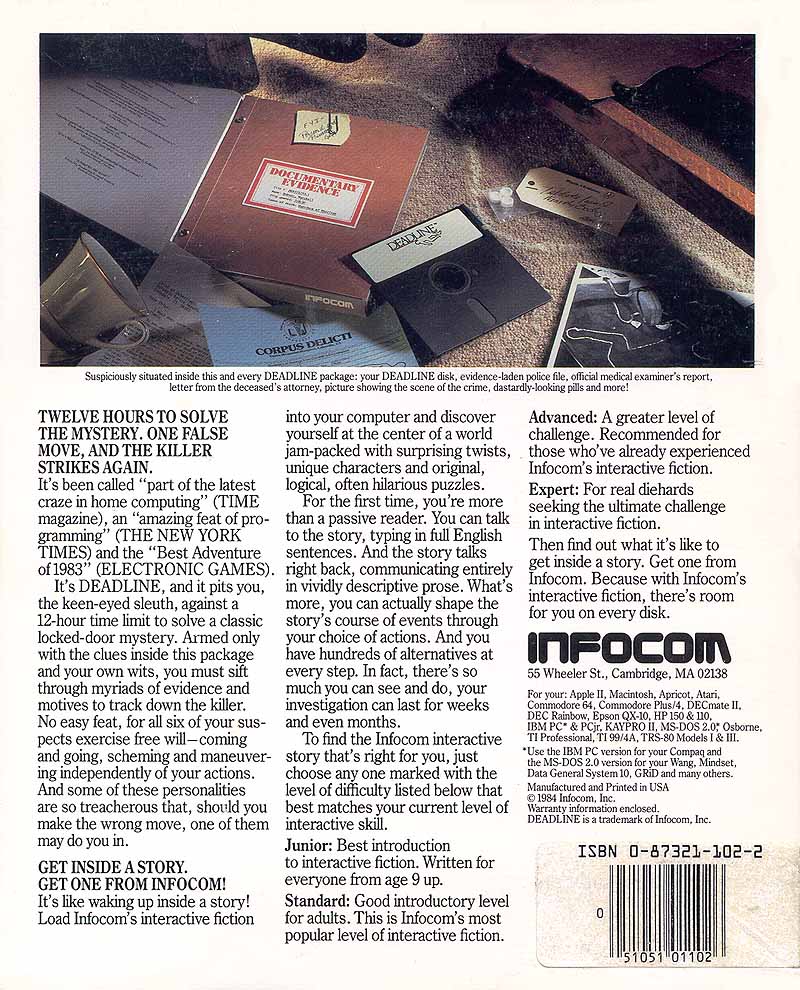 DOCUMENTARY
EVIDENCE
DEADLINE
INFOCOM
CORPUS DELICTI
Suspiciously situated inside this and every DEADLINE package: your DEADLINE disk, evidence-laden police file, official medical examiner's report,
letter from the deceased's attorney, picture showing the scene of the crime, dastardly-looking pills and more!
TWELVE HOURS TO SOLVE
THE MYSTERY. ONE FALSE
MOVE, AND THE KILLER
STRIKES AGAIN.
It's been called "part of the latest
craze in home computing" (TIME
magazine), an "amazing feat of pro-
gramming" (THE NEW YORK
TIMES) and the "Best Adventure
of 1983" (ELECTRONIC GAMES).
It's DEADLINE, and it pits you,
the keen-eyed sleuth, against a
12-hour time limit to solve a classic
locked-door mystery. Armed only
with the clues inside this package
and your own wits, you must sift
through myriads of evidence and
motives to track down the killer.
No easy feat, for all six of your sus-
pects exercise free will—coming
and going, scheming and maneuver-
ing independently of your actions.
And some of these personalities
are so treacherous that, should you
make the wrong move, one of them
may do you in.
GET INSIDE A STORY.
GET ONE FROM INFOCOM!
It's like waking up inside a story!
Load Infocom's interactive fiction
into your computer and discover
yourself at the center of a world
jam-packed with surprising twists,
unique characters and original,
logical, often hilarious puzzles.
For the first time, you're more
than a passive reader. You can talk
to the story, typing in full English
sentences. And the story talks
right back, communicating entirely
in vividly descriptive prose. What's
more, you can actually shape the
story's course of events through
your choice of actions. And you
have hundreds of alternatives at
every step. In fact, there's so
much you can see and do, your
investigation can last for weeks
and even months.
To find the Infocom interactive
story that's right for you, just
choose any one marked with the
level of difficulty listed below that
best matches your current level of
interactive skill.
Junior: Best introduction
to interactive fiction. Written for
everyone from age 9 up.
Standard: Good introductory level
for adults. This is Infocom's most
popular level of interactive fiction.
Advanced: A greater level of
challenge. Recommended for
those who've already experienced
Infocom's interactive fiction.
Expert: For real diehards
seeking the ultimate challenge
in interactive fiction.
Then find out what it's like to
get inside a story. Get one from
Infocom. Because with Infocom's
interactive fiction, there's room
for you on every disk.
INFOCOM
55 Wheeler St., Cambridge, MA 02138
For your: Apple II, Macintosh, Apricot, Atari,
Commodore 64, Commodore Plus/4, DECmate II,
DEC Rainbow, Epson QX-10, HP 150 & 110,
IBM PC* & PCjr, KAYPRO II, MS-DOS 2.0,* Osborne,
TI Professional, TI 99/4A, TRS-80 Models I & III.
*Use the IBM PC version for your Compaq and
the MS-DOS 2.0 version for your Wang, Mindset,
Data General System 10, GRiD and many others.
Manufactured and Printed in USA
© 1984 Infocom, Inc.
Warranty information enclosed.
DEADLINE is a trademark of Infocom, Inc.
ISBN 0-87321-102-2
0
51051 01102